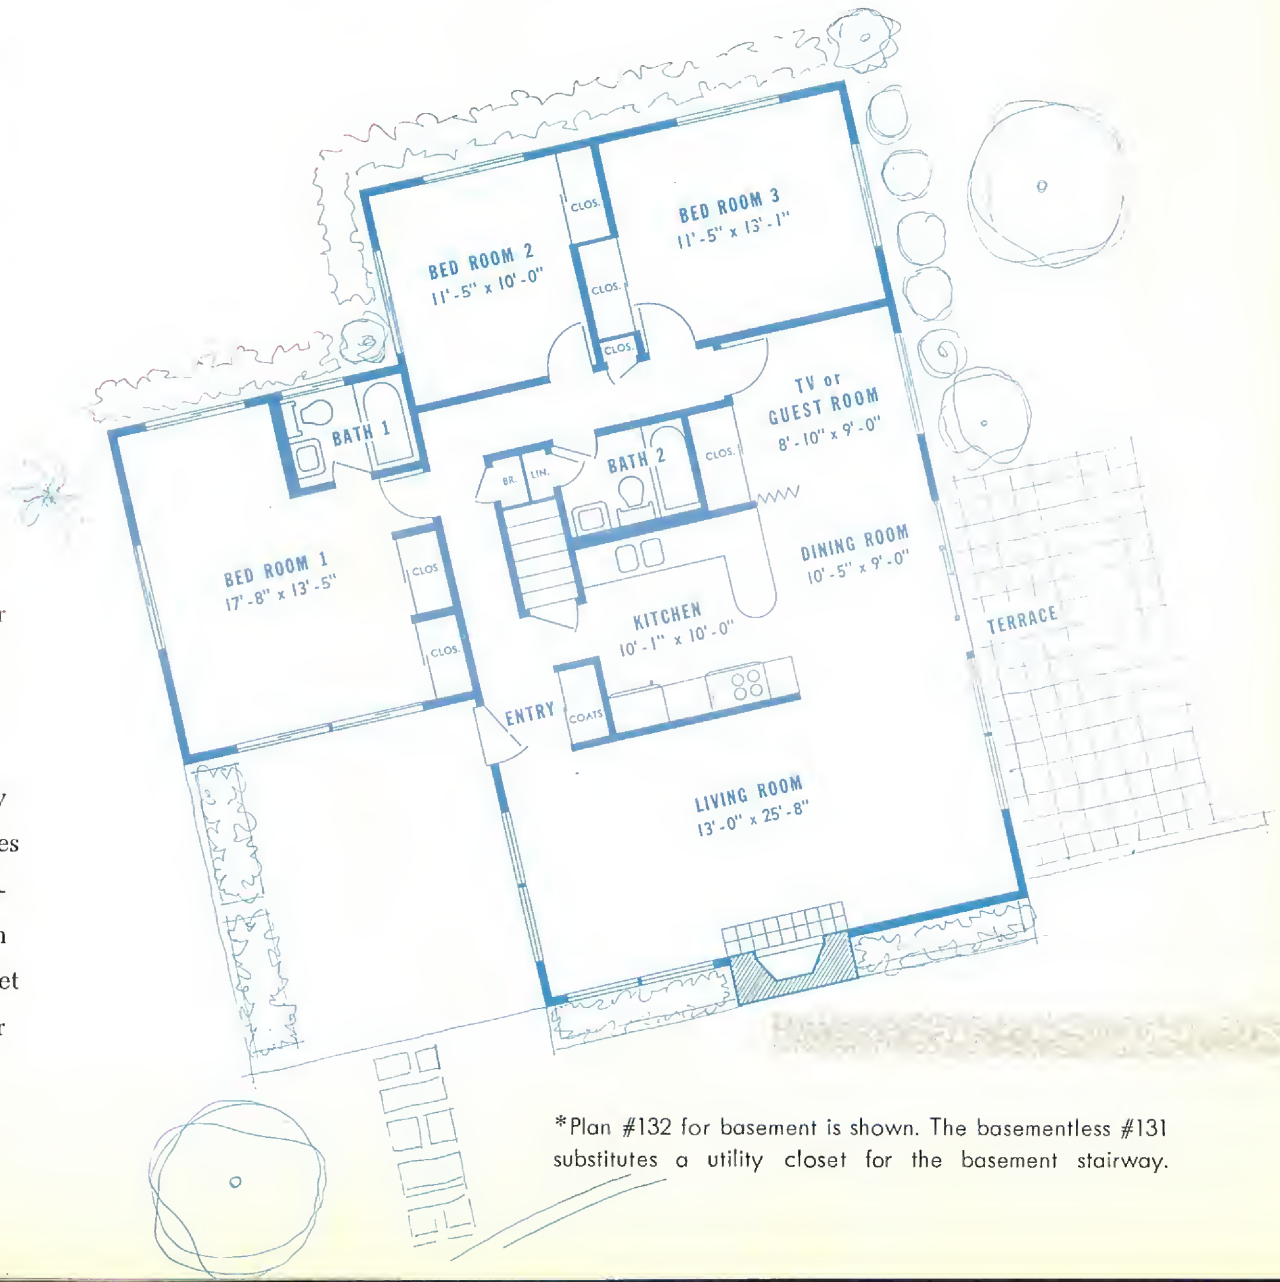 BED ROOM 3
11'-5" x 13'-1"
CLOS.
BED ROOM 2
11'-5" x 10'-0"
CLOS.
CLOS.
TV or
GUEST ROOM
8'-10" x 9'-0"
BATH 1
BATH 2
CLOS.
BR.
LIN.
BED ROOM 1
17'-8" x 13'-5"
CLOS
CLOS.
DINING ROOM
10'-5" x 9'-0"
KITCHEN
10'-1" x 10'-0"
TERRACE
ENTRY
COATS
LIVING ROOM
13'-0" x 25'-8"
r
y
es
-
n
et
r
*Plan #132 for basement is shown. The basementless #131
substitutes a utility closet for the basement stairway.